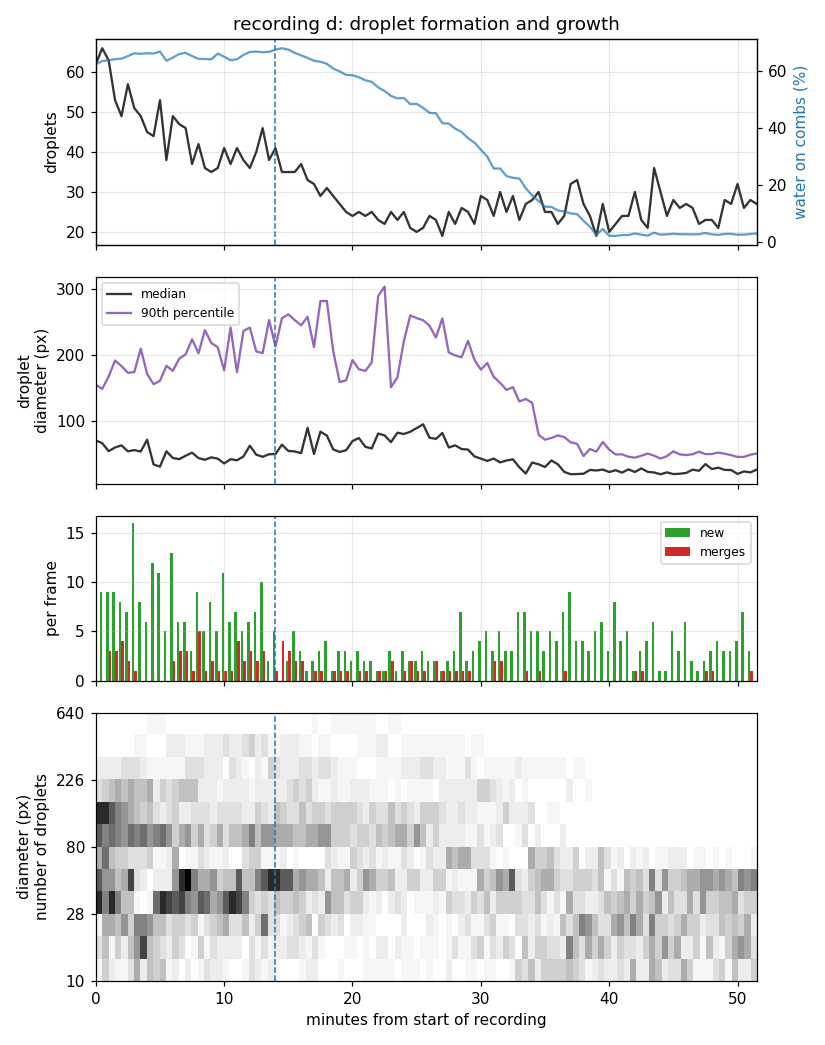 recording d: droplet formation and growth
60
50
40
30
20
droplets
60
40
20
0
water on combs (%)
median
90th percentile
300
200
100
droplet
diameter (px)
new
merges
15
10
5
0
per frame
640
226
80
28
10
diameter (px)
number of droplets
0
10
20
30
40
50
minutes from start of recording